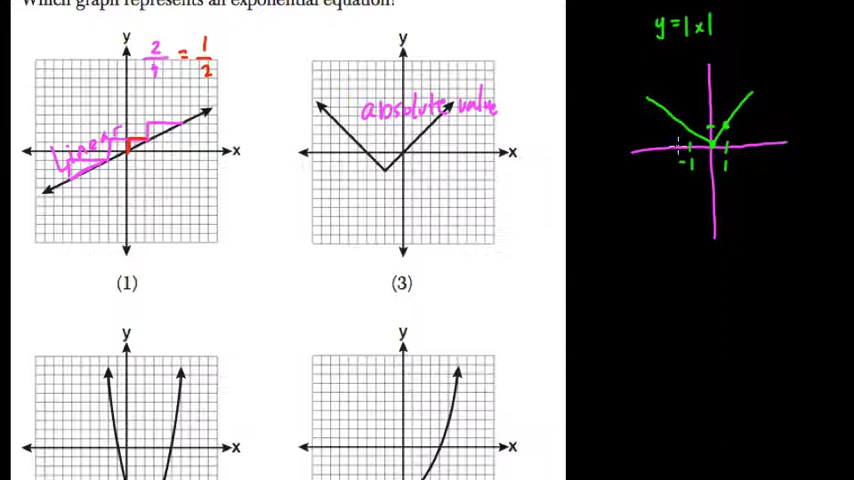 Which graph represents an exponential equation?
y
2
4
=
1
2
Linear
x
(1)
y
absolute value
x
(3)
y = |x|
-1
1
y
x
y
x